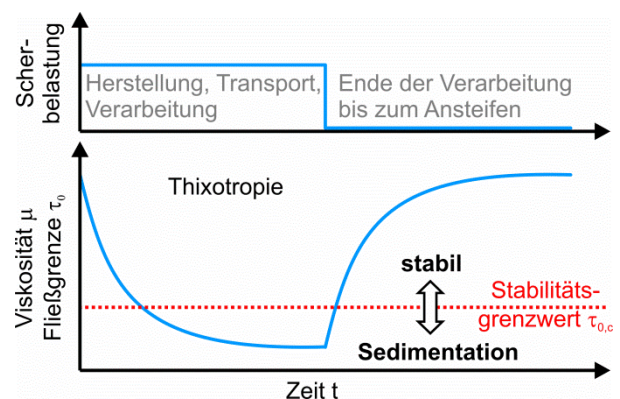 Scher-
belastung
Herstellung, Transport,
Verarbeitung
Ende der Verarbeitung
bis zum Ansteifen
Viskosität µ
Fließgrenze τ₀
Thixotropie
stabil
Stabilitäts-
grenzwert τ₀,c
Sedimentation
Zeit t